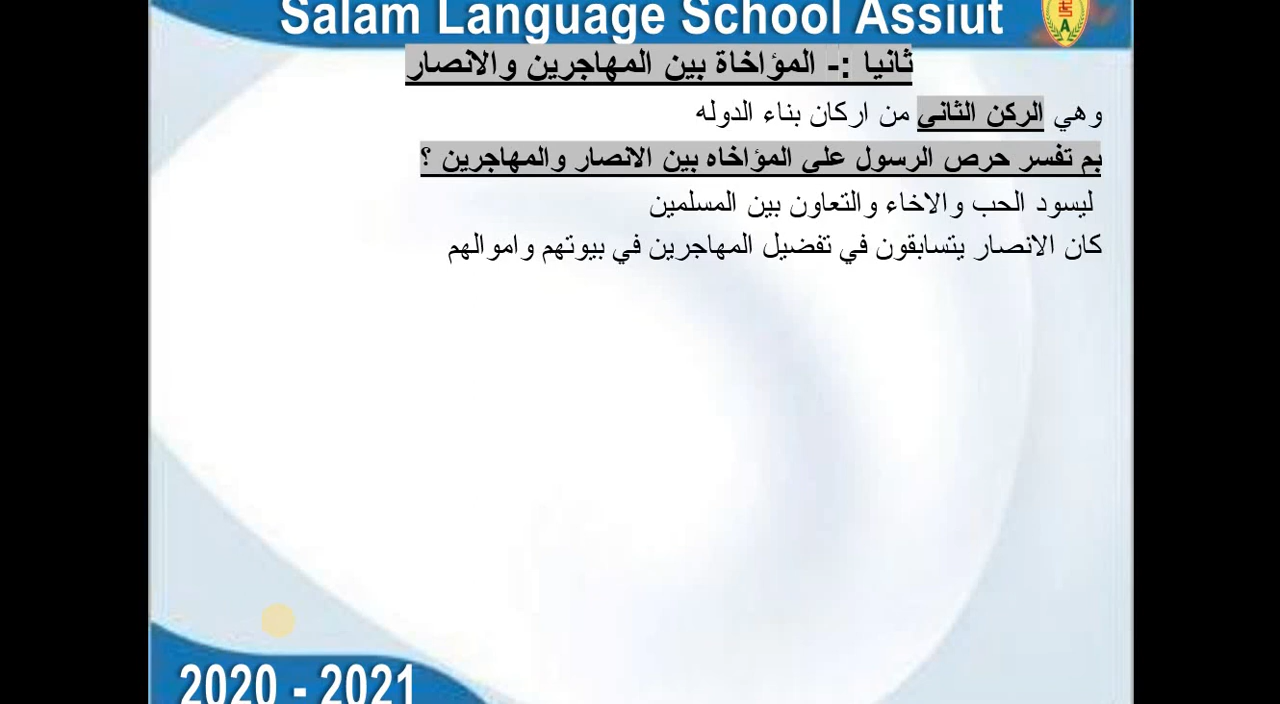 Salam Language School Assiut
ثانيا :- المؤاخاة بين المهاجرين والانصار
وهي الركن الثاني من اركان بناء الدوله
بم تفسر حرص الرسول على المؤاخاه بين الانصار والمهاجرين ؟
ليسود الحب والاخاء والتعاون بين المسلمين
كان الانصار يتسابقون في تفضيل المهاجرين في بيوتهم واموالهم
2020 - 2021